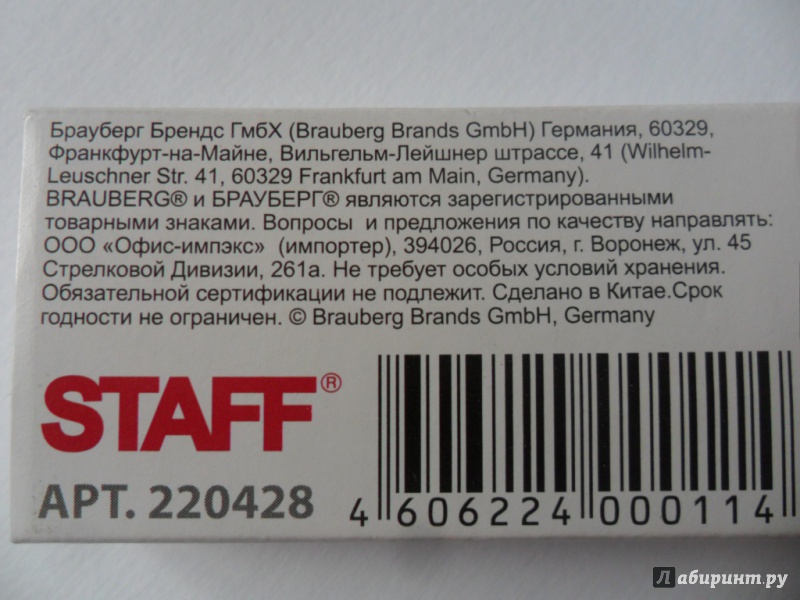 Брауберг Брендс ГмбХ (Brauberg Brands GmbH) Германия, 60329,
Франкфурт-на-Майне, Вильгельм-Лейшнер штрассе, 41 (Wilhelm-
Leuschner Str. 41, 60329 Frankfurt am Main, Germany).
BRAUBERG® и БРАУБЕРГ® являются зарегистрированными
товарными знаками. Вопросы и предложения по качеству направлять:
ООО «Офис-импэкс» (импортер), 394026, Россия, г. Воронеж, ул. 45
Стрелковой Дивизии, 261а. Не требует особых условий хранения.
Обязательной сертификации не подлежит. Сделано в Китае.Срок
годности не ограничен. © Brauberg Brands GmbH, Germany
STAFF®
АРТ. 220428
4 606224 000114
Лабиринт.ру